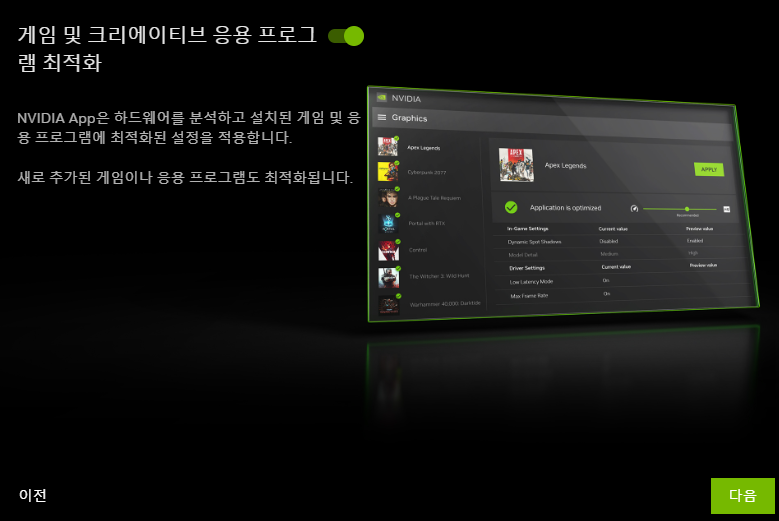 게임 및 크리에이티브 응용 프로그
램 최적화
NVIDIA App은 하드웨어를 분석하고 설치된 게임 및 응
용 프로그램에 최적화된 설정을 적용합니다.
새로 추가된 게임이나 응용 프로그램도 최적화됩니다.
NVIDIA
Graphics
Apex Legends
Cyberpunk 2077
A Plague Tale Requiem
Portal with RTX
Control
The Witcher 3: Wild Hunt
Warhammer 40,000: Darktide
Apex Legends
APPLY
Application is optimized
Recommended
In-Game Settings Current value Preview value
Dynamic Spot Shadows Disabled Enabled
Model Detail Medium High
Driver Settings Current value Preview value
Low Latency Mode On
Max Frame Rate On
이전
다음